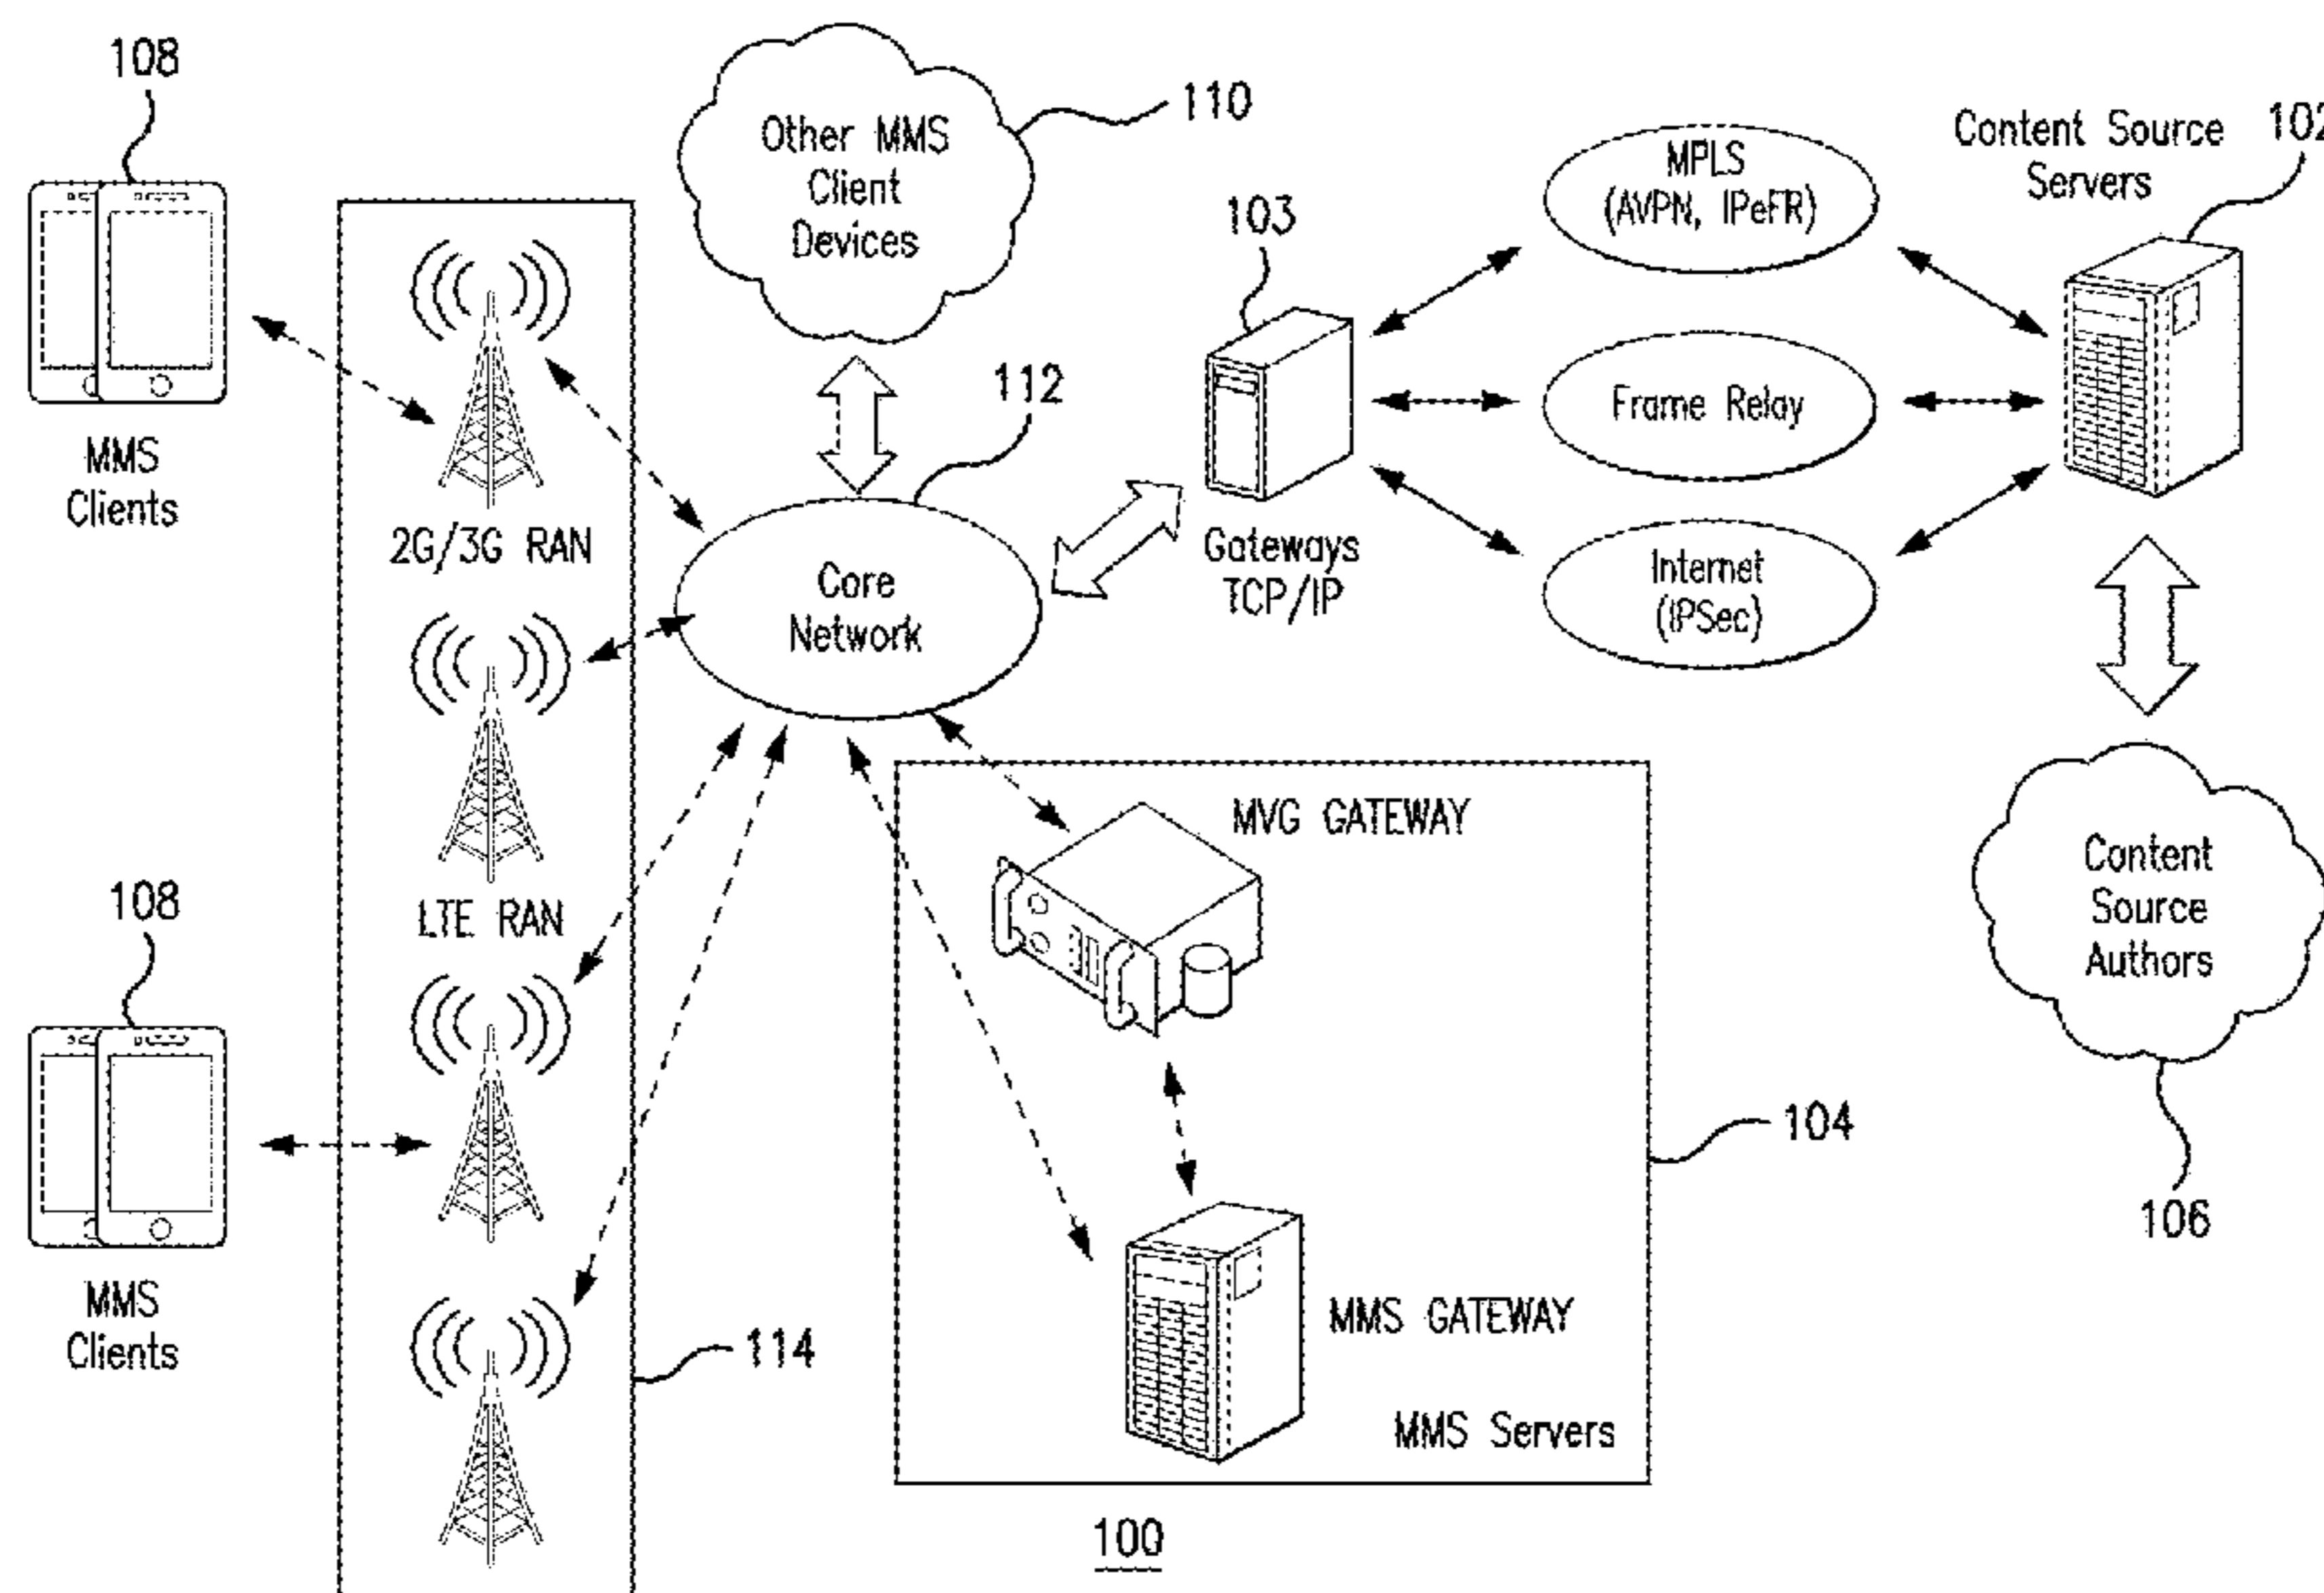 108
MMS
Clients
2G/3G RAN
LTE RAN
108
MMS
Clients
114
Other MMS
Client
Devices
110
112
Core
Network
103
Gateways
TCP/IP
MPLS
(AVPN, IPeFR)
Frame Relay
Internet
(IPSec)
Content Source
Servers
102
Content
Source
Authors
106
MVG GATEWAY
104
MMS GATEWAY
MMS Servers
100